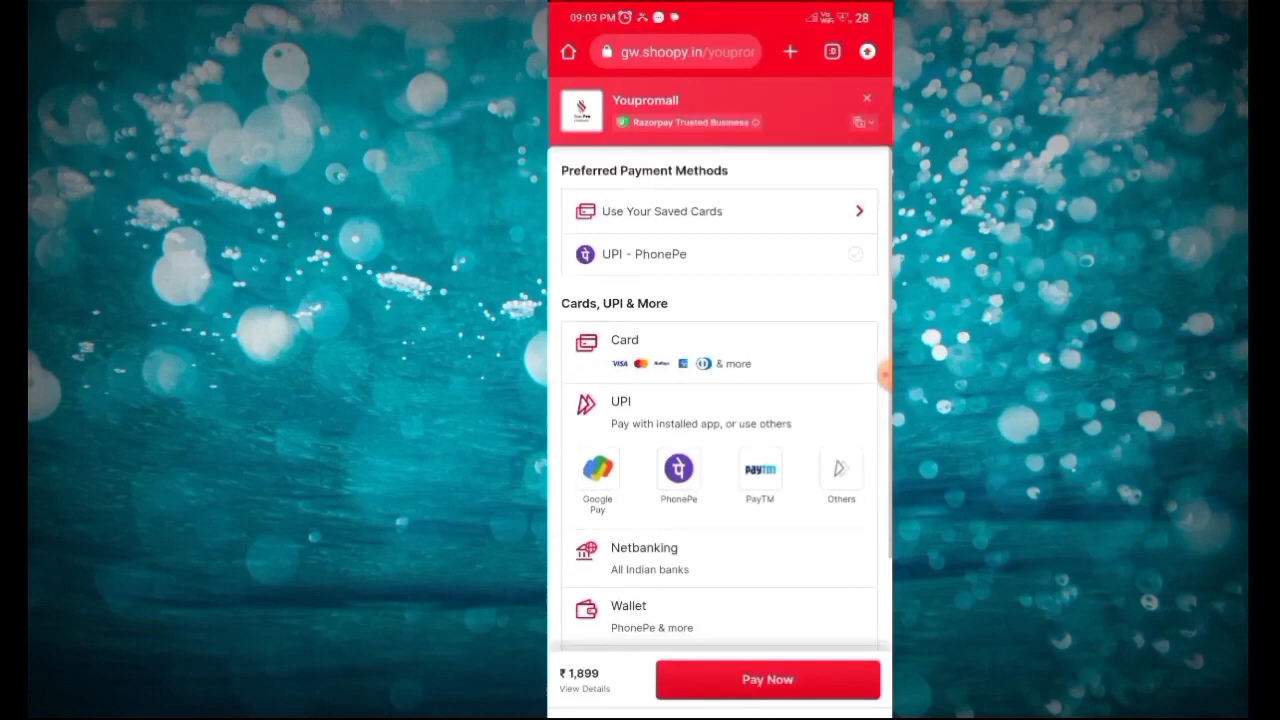 09:03 PM
28
gw.shoopy.in/youpror
Youpromall
Razorpay Trusted Business
Preferred Payment Methods
Use Your Saved Cards
UPI - PhonePe
Cards, UPI & More
Card
VISA
& more
UPI
Pay with installed app, or use others
paytm
Google Pay
PhonePe
PayTM
Others
Netbanking
All Indian banks
Wallet
PhonePe & more
₹ 1,899
View Details
Pay Now